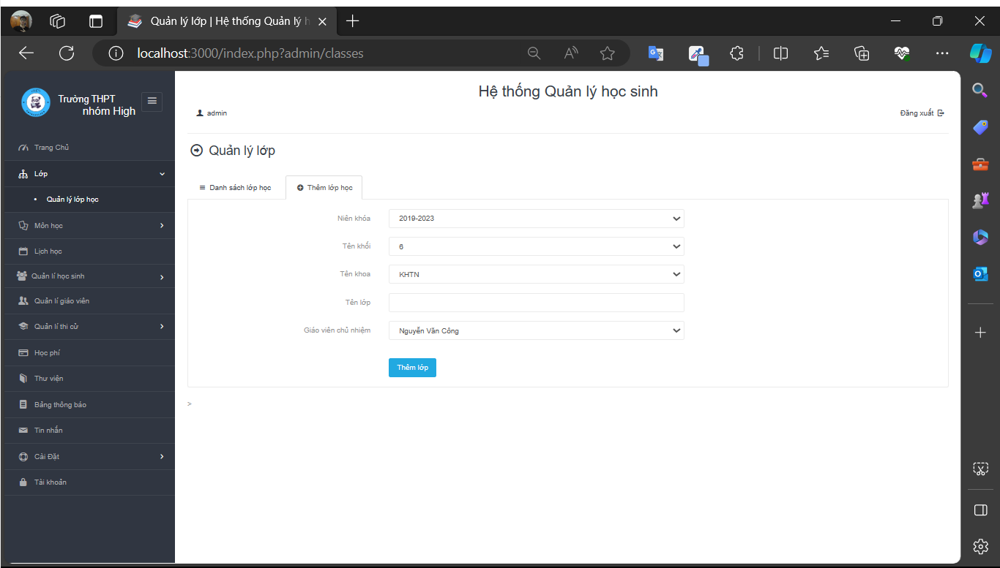 Quản lý lớp | Hệ thống Quản lý h
localhost:3000/index.php?admin/classes
Trường THPT
nhóm High
Hệ thống Quản lý học sinh
admin
Đăng xuất
Trang Chủ
Lớp
Quản lý lớp học
Môn học
Lịch học
Quản lí học sinh
Quản lí giáo viên
Quản lí thi cử
Học phí
Thư viện
Bảng thông báo
Tin nhắn
Cài Đặt
Tài khoản
Quản lý lớp
Danh sách lớp học
Thêm lớp học
Niên khóa
2019-2023
Tên khối
6
Tên khoa
KHTN
Tên lớp
Giáo viên chủ nhiệm
Nguyễn Văn Công
Thêm lớp
>